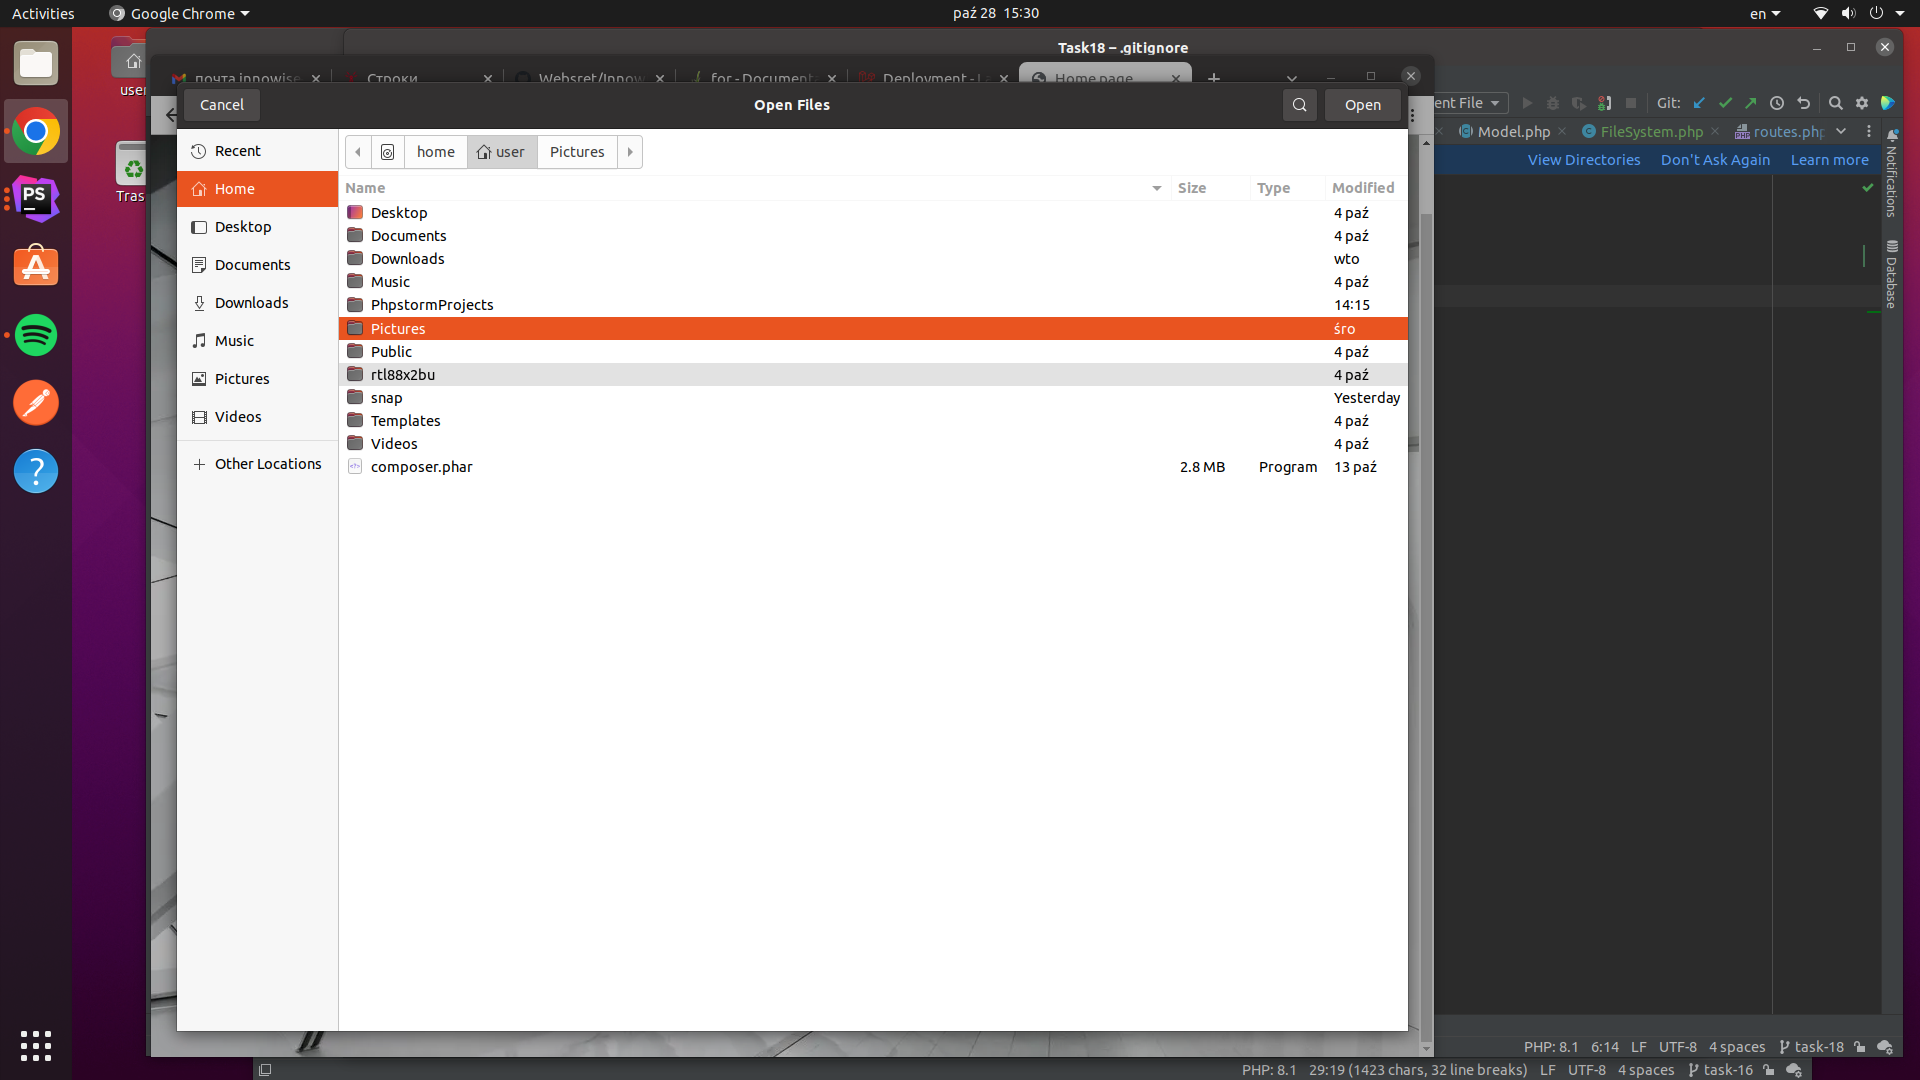 Activities
Google Chrome
paź 28 15:30
en
Task18 – .gitignore
user
почта innowise
Строки
Websret/Innow
for - Documenta
Deployment - La
Home page
Cancel
Open Files
Open
ent File
Git:
Model.php
FileSystem.php
routes.php
View Directories
Don't Ask Again
Learn more
Notifications
Database
PS
Tras
Recent
Home
Desktop
Documents
Downloads
Music
Pictures
Videos
Other Locations
home
user
Pictures
Name Size Type Modified
Desktop 4 paź
Documents 4 paź
Downloads wto
Music 4 paź
PhpstormProjects 14:15
Pictures śro
Public 4 paź
rtl88x2bu 4 paź
snap Yesterday
Templates 4 paź
Videos 4 paź
composer.phar 2.8 MB Program 13 paź
PHP: 8.1 6:14 LF UTF-8 4 spaces task-18
PHP: 8.1 29:19 (1423 chars, 32 line breaks) LF UTF-8 4 spaces task-16